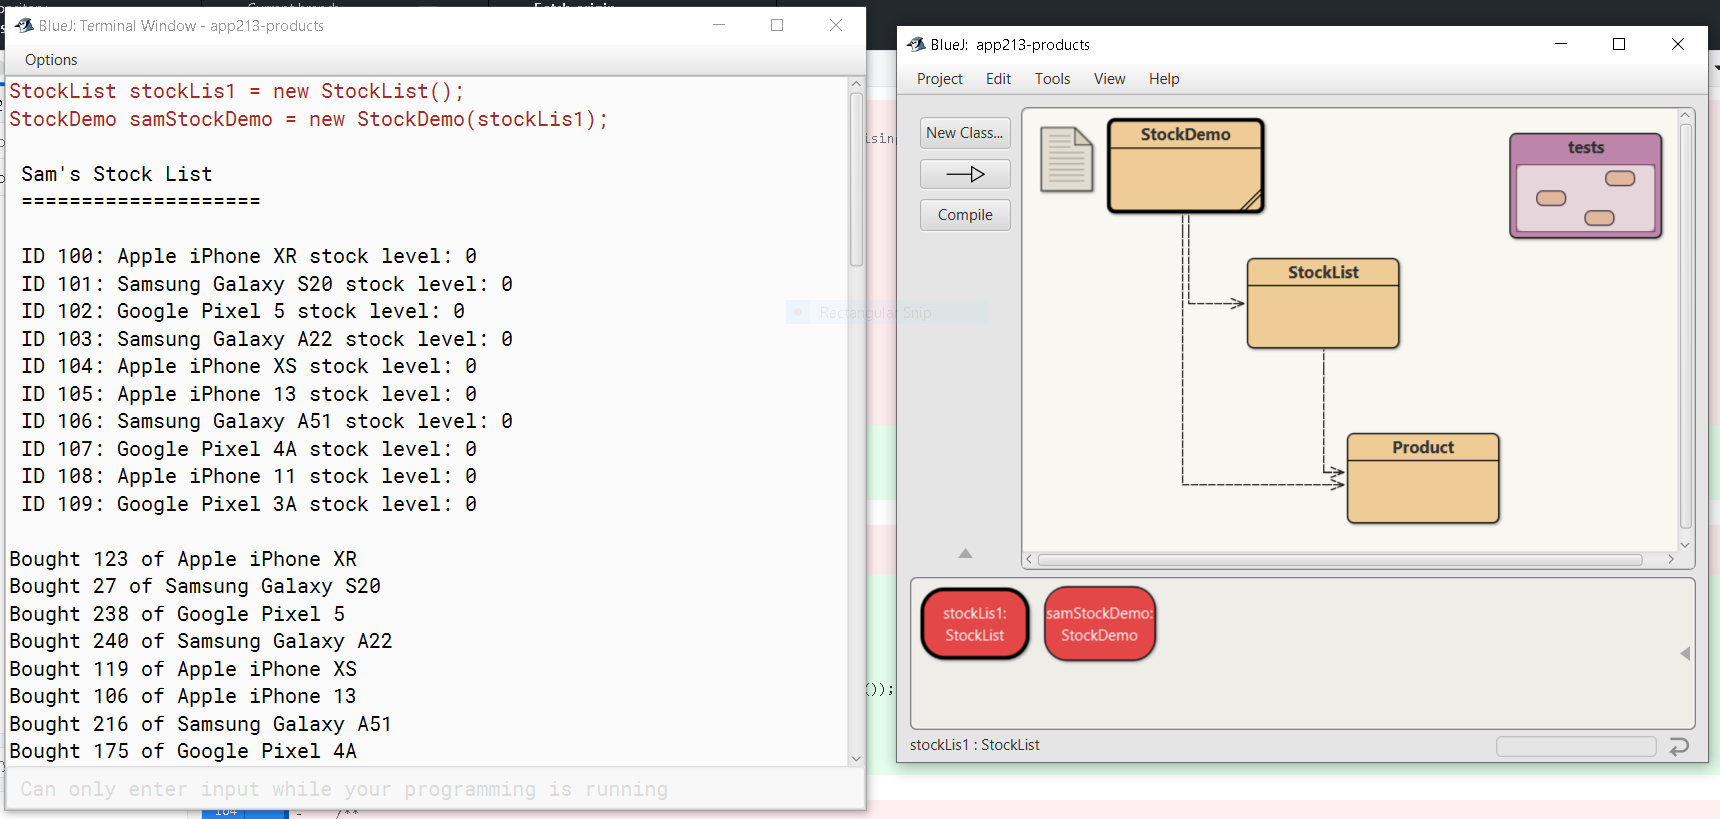 BlueJ: Terminal Window - app213-products
Options
StockList stockLis1 = new StockList();
StockDemo samStockDemo = new StockDemo(stockLis1);
Sam's Stock List
====================
ID 100: Apple iPhone XR stock level: 0
ID 101: Samsung Galaxy S20 stock level: 0
ID 102: Google Pixel 5 stock level: 0
ID 103: Samsung Galaxy A22 stock level: 0
ID 104: Apple iPhone XS stock level: 0
ID 105: Apple iPhone 13 stock level: 0
ID 106: Samsung Galaxy A51 stock level: 0
ID 107: Google Pixel 4A stock level: 0
ID 108: Apple iPhone 11 stock level: 0
ID 109: Google Pixel 3A stock level: 0
Bought 123 of Apple iPhone XR
Bought 27 of Samsung Galaxy S20
Bought 238 of Google Pixel 5
Bought 240 of Samsung Galaxy A22
Bought 119 of Apple iPhone XS
Bought 106 of Apple iPhone 13
Bought 216 of Samsung Galaxy A51
Bought 175 of Google Pixel 4A
Can only enter input while your programming is running
Rectangular Snip
BlueJ: app213-products
Project Edit Tools View Help
New Class...
Compile
StockDemo
tests
StockList
Product
stockLis1:
StockList
samStockDemo:
StockDemo
stockLis1 : StockList
());
/**